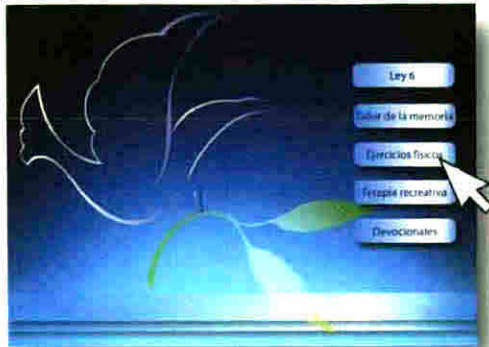 Ley 6
Taller de la memoria
Ejercicios físicos
Terapia recreativa
Devocionales